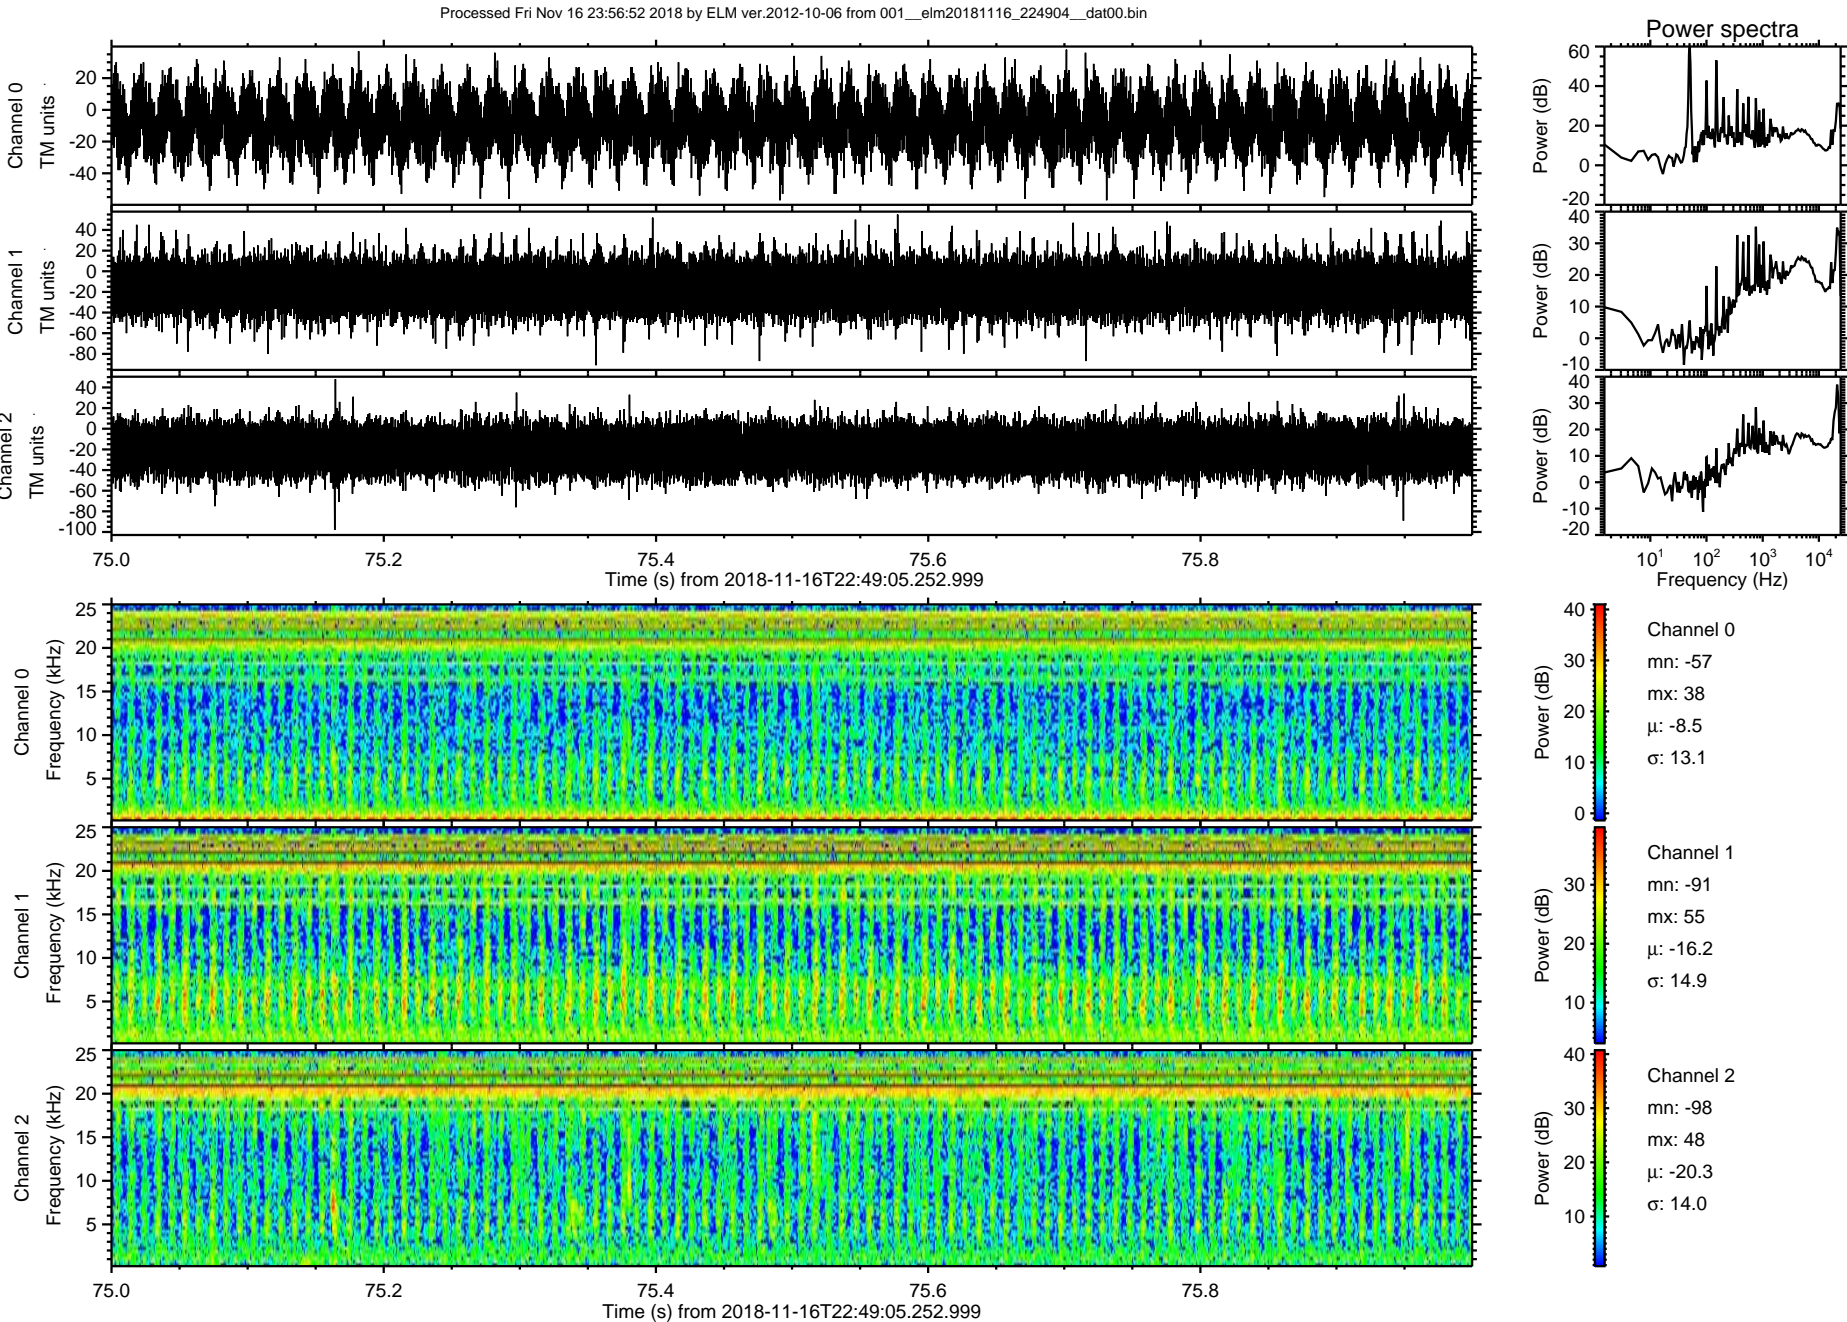 Processed Fri Nov 16 23:56:52 2018 by ELM ver.2012-10-06 from 001__elm20181116_224904__dat00.bin
Power spectra
Channel 0
TM units
20
0
-20
-40
Power (dB)
60
40
20
0
-20
Channel 1
TM units
40
20
0
-20
-40
-60
-80
Power (dB)
40
30
20
10
0
-10
Channel 2
TM units
40
20
0
-20
-40
-60
-80
-100
Power (dB)
40
30
20
10
0
-10
-20
75.0 75.2 75.4 75.6 75.8
Time (s) from 2018-11-16T22:49:05.252.999
10^1 10^2 10^3 10^4
Frequency (Hz)
Channel 0
Frequency (kHz)
25
20
15
10
5
Power (dB)
40
30
20
10
0
Channel 0
mn: -57
mx: 38
μ: -8.5
σ: 13.1
Channel 1
Frequency (kHz)
25
20
15
10
5
Power (dB)
30
20
10
Channel 1
mn: -91
mx: 55
μ: -16.2
σ: 14.9
Channel 2
Frequency (kHz)
25
20
15
10
5
Power (dB)
40
30
20
10
Channel 2
mn: -98
mx: 48
μ: -20.3
σ: 14.0
75.0 75.2 75.4 75.6 75.8
Time (s) from 2018-11-16T22:49:05.252.999